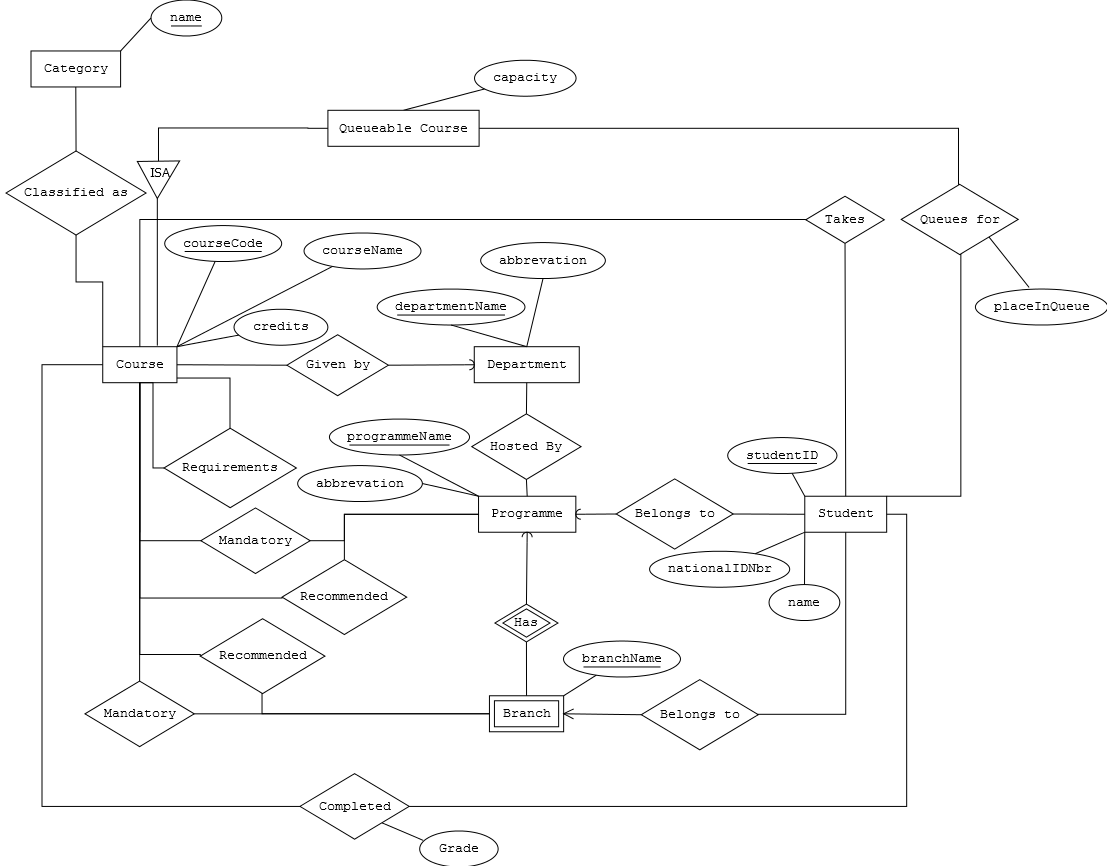 name
Category
capacity
Queueable Course
ISA
Classified as
Takes
Queues for
courseCode
courseName
abbrevation
departmentName
placeInQueue
credits
Course
Given by
Department
programmeName
Hosted By
studentID
Requirements
abbrevation
Programme
Belongs to
Student
Mandatory
nationalIDNbr
Recommended
name
Has
Recommended
branchName
Mandatory
Branch
Belongs to
Completed
Grade